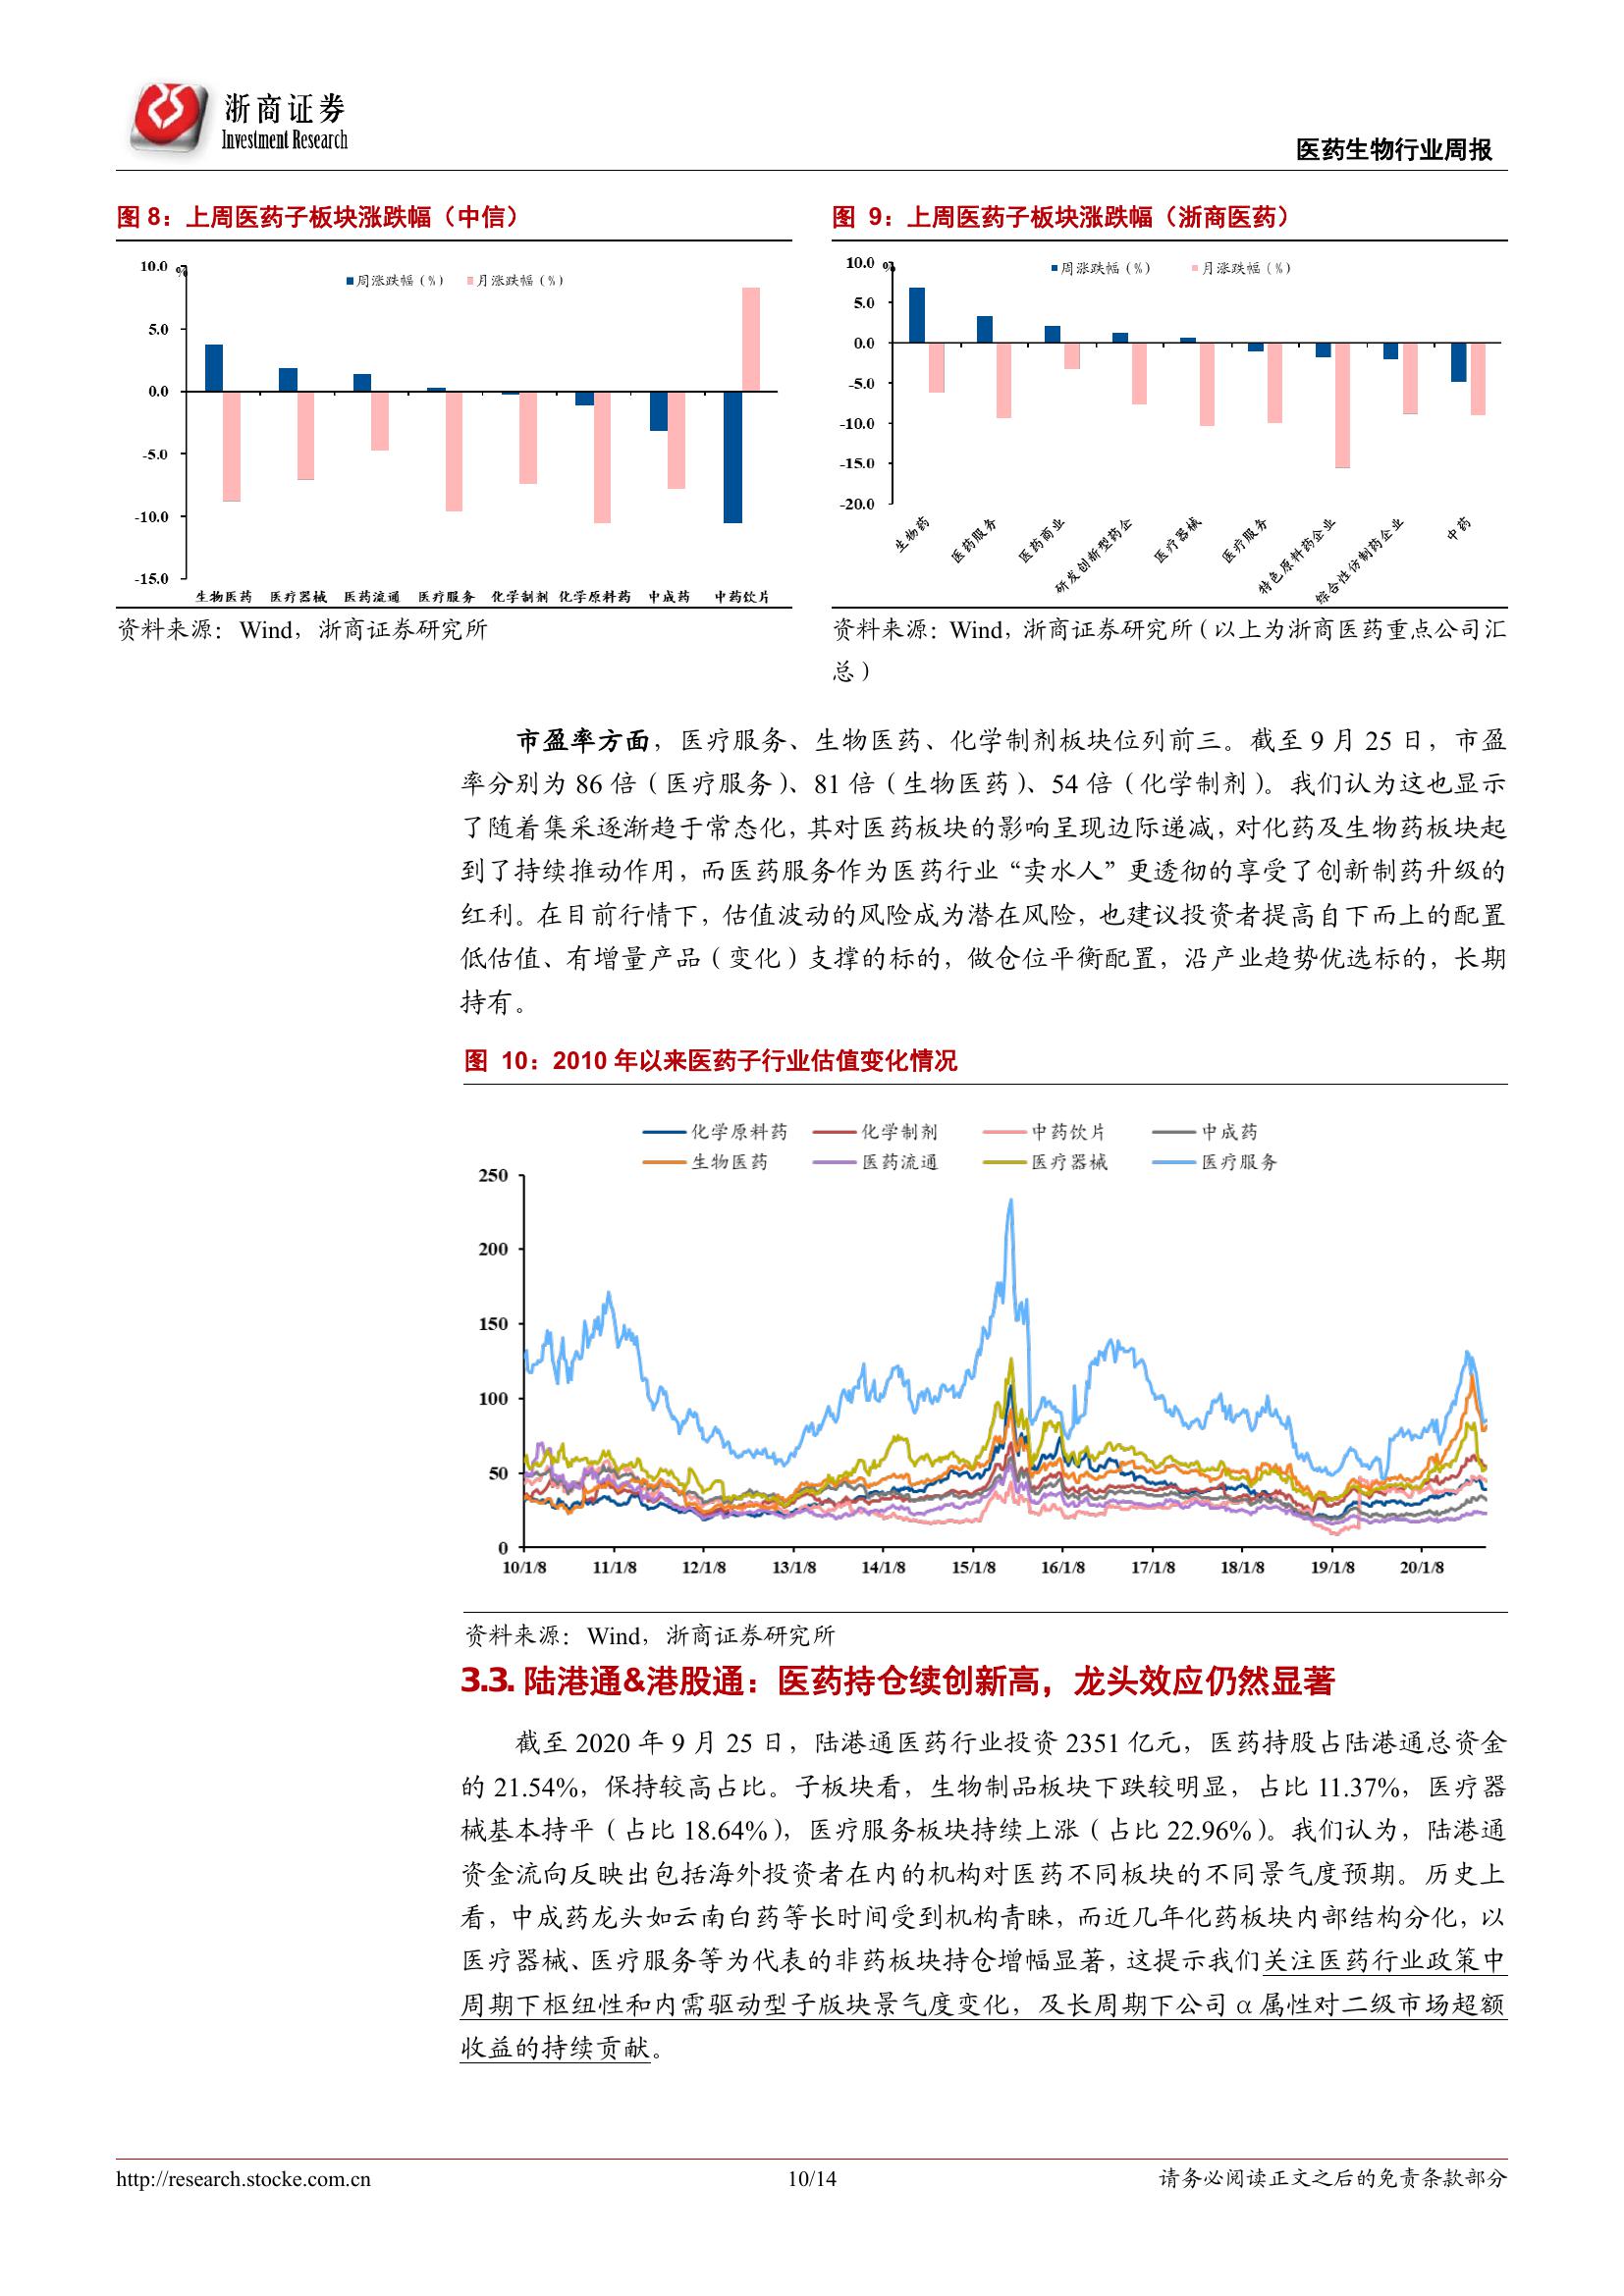 浙商证券
Investment Research
医药生物行业周报
图 8：上周医药子板块涨跌幅（中信）
10.0
%
周涨跌幅（%）
月涨跌幅（%）
5.0
0.0
-5.0
-10.0
-15.0
生物医药 医疗器械 医药流通 医疗服务 化学制剂 化学原料药 中成药 中药饮片
资料来源：Wind，浙商证券研究所
图 9：上周医药子板块涨跌幅（浙商医药）
10.0
%
周涨跌幅（%）
月涨跌幅（%）
5.0
0.0
-5.0
-10.0
-15.0
-20.0
生物药
医药服务
医药商业
研发创新型药企
医疗器械
医疗服务
特色原料药企业
综合性仿制药企业
中药
资料来源：Wind，浙商证券研究所（以上为浙商医药重点公司汇
总）
市盈率方面，医疗服务、生物医药、化学制剂板块位列前三。截至 9 月 25 日，市盈
率分别为 86 倍（医疗服务）、81 倍（生物医药）、54 倍（化学制剂）。我们认为这也显示
了随着集采逐渐趋于常态化，其对医药板块的影响呈现边际递减，对化药及生物药板块起
到了持续推动作用，而医药服务作为医药行业“卖水人”更透彻的享受了创新制药升级的
红利。在目前行情下，估值波动的风险成为潜在风险，也建议投资者提高自下而上的配置
低估值、有增量产品（变化）支撑的标的，做仓位平衡配置，沿产业趋势优选标的，长期
持有。
图 10：2010 年以来医药子行业估值变化情况
化学原料药 化学制剂 中药饮片 中成药
生物医药 医药流通 医疗器械 医疗服务
250
200
150
100
50
0
10/1/8 11/1/8 12/1/8 13/1/8 14/1/8 15/1/8 16/1/8 17/1/8 18/1/8 19/1/8 20/1/8
资料来源：Wind，浙商证券研究所
3.3. 陆港通&港股通：医药持仓续创新高，龙头效应仍然显著
截至 2020 年 9 月 25 日，陆港通医药行业投资 2351 亿元，医药持股占陆港通总资金
的 21.54%，保持较高占比。子板块看，生物制品板块下跌较明显，占比 11.37%，医疗器
械基本持平（占比 18.64%），医疗服务板块持续上涨（占比 22.96%）。我们认为，陆港通
资金流向反映出包括海外投资者在内的机构对医药不同板块的不同景气度预期。历史上
看，中成药龙头如云南白药等长时间受到机构青睐，而近几年化药板块内部结构分化，以
医疗器械、医疗服务等为代表的非药板块持仓增幅显著，这提示我们关注医药行业政策中
周期下枢纽性和内需驱动型子版块景气度变化，及长周期下公司 α 属性对二级市场超额
收益的持续贡献。
http://research.stocke.com.cn
10/14
请务必阅读正文之后的免责条款部分